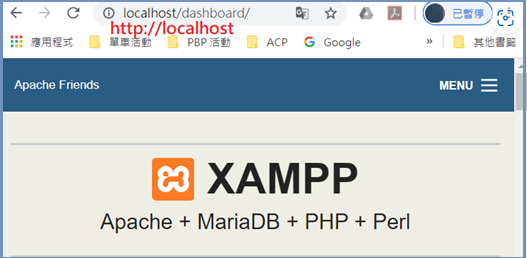 localhost/dashboard/
已暫停
http://localhost
應用程式 單車活動 PBP 活動 ACP Google » 其他書籤
Apache Friends MENU
XAMPP
Apache + MariaDB + PHP + Perl